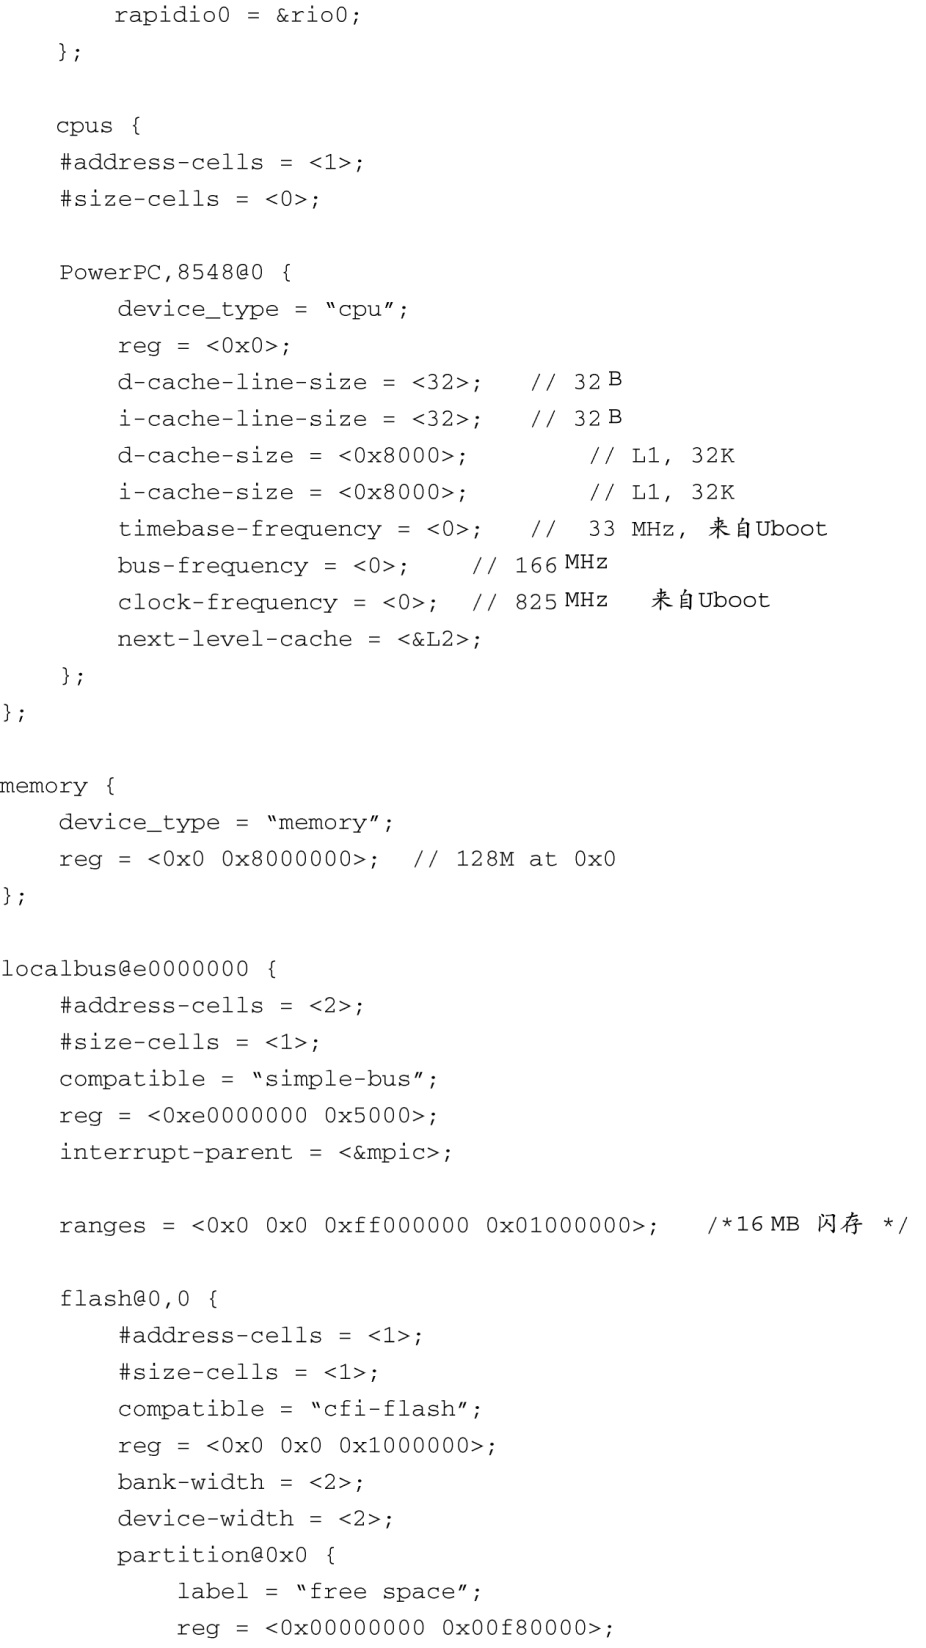 rapidio0 = &rio0;
};
cpus {
#address-cells = <1>;
#size-cells = <0>;
PowerPC,8548@0 {
device_type = “cpu”;
reg = <0x0>;
d-cache-line-size = <32>; // 32 B
i-cache-line-size = <32>; // 32 B
d-cache-size = <0x8000>; // L1, 32K
i-cache-size = <0x8000>; // L1, 32K
timebase-frequency = <0>; // 33 MHz, 来自Uboot
bus-frequency = <0>; // 166 MHz
clock-frequency = <0>; // 825 MHz 来自Uboot
next-level-cache = <&L2>;
};
};
memory {
device_type = “memory”;
reg = <0x0 0x8000000>; // 128M at 0x0
};
localbus@e0000000 {
#address-cells = <2>;
#size-cells = <1>;
compatible = “simple-bus”;
reg = <0xe0000000 0x5000>;
interrupt-parent = <&mpic>;
ranges = <0x0 0x0 0xff000000 0x01000000>; /*16 MB 闪存 */
flash@0,0 {
#address-cells = <1>;
#size-cells = <1>;
compatible = “cfi-flash”;
reg = <0x0 0x0 0x1000000>;
bank-width = <2>;
device-width = <2>;
partition@0x0 {
label = “free space”;
reg = <0x00000000 0x00f80000>;